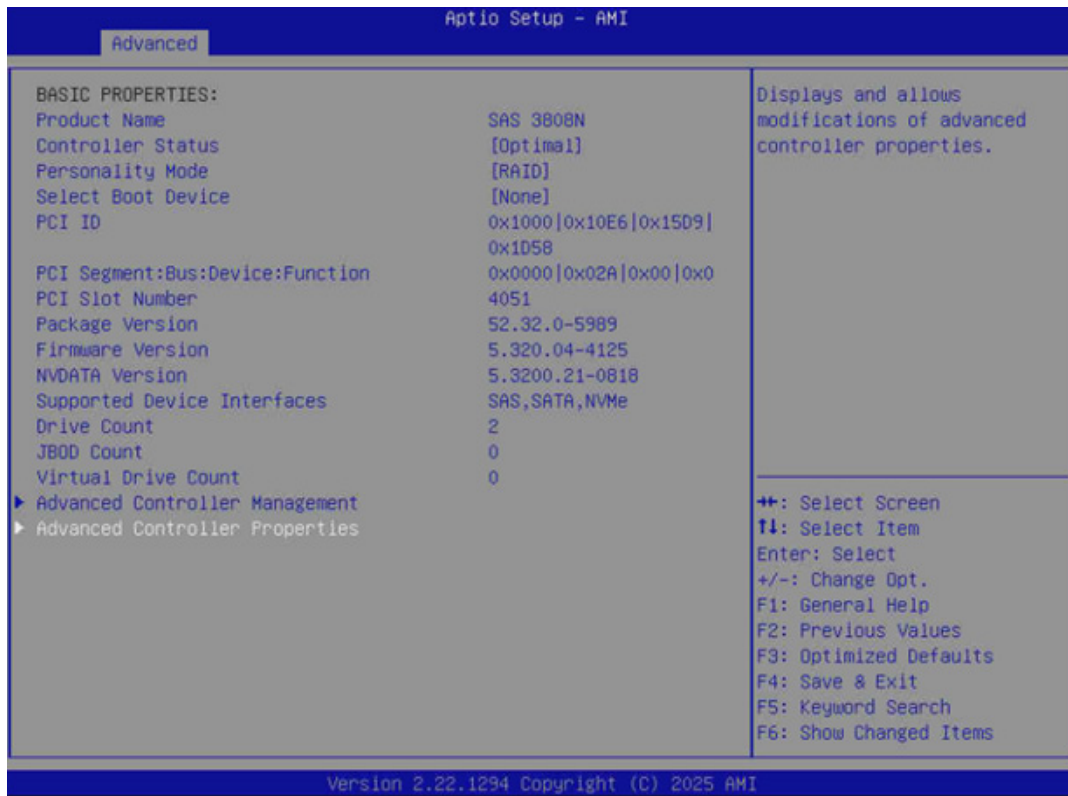 Aptio Setup – AMI
Advanced
BASIC PROPERTIES:
Product Name SAS 3808N
Controller Status [Optimal]
Personality Mode [RAID]
Select Boot Device [None]
PCI ID 0x1000|0x10E6|0x15D9|
0x1D58
PCI Segment:Bus:Device:Function 0x0000|0x02A|0x00|0x0
PCI Slot Number 4051
Package Version 52.32.0-5989
Firmware Version 5.320.04-4125
NVDATA Version 5.3200.21-0818
Supported Device Interfaces SAS,SATA,NVMe
Drive Count 2
JBOD Count 0
Virtual Drive Count 0
Advanced Controller Management
Advanced Controller Properties
Displays and allows
modifications of advanced
controller properties.
→←: Select Screen
↑↓: Select Item
Enter: Select
+/-: Change Opt.
F1: General Help
F2: Previous Values
F3: Optimized Defaults
F4: Save & Exit
F5: Keyword Search
F6: Show Changed Items
Version 2.22.1294 Copyright (C) 2025 AMI